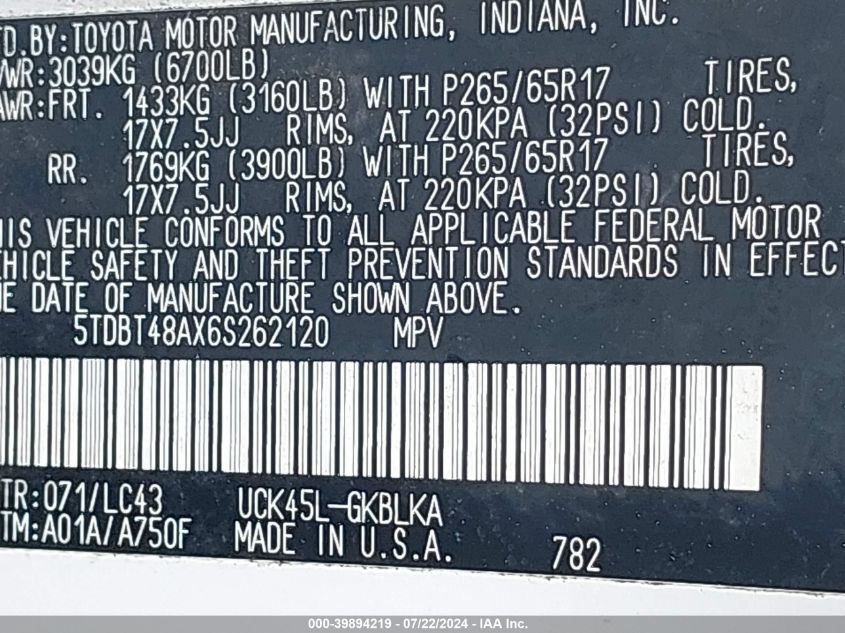 TD.BY:TOYOTA MOTOR MANUFACTURING, INDIANA, INC.
VWR:3039KG (6700LB)
AWR:FRT. 1433KG (3160LB) WITH P265/65R17 TIRES,
17X7.5JJ RIMS, AT 220KPA (32PSI) COLD.
RR. 1769KG (3900LB) WITH P265/65R17 TIRES,
17X7.5JJ RIMS, AT 220KPA (32PSI) COLD.
HIS VEHICLE CONFORMS TO ALL APPLICABLE FEDERAL MOTOR
EHICLE SAFETY AND THEFT PREVENTION STANDARDS IN EFFECT
HE DATE OF MANUFACTURE SHOWN ABOVE.
5TDBT48AX6S262120 MPV
TR:071/LC43 UCK45L-GKBLKA
TM:A01A/A750F MADE IN U.S.A. 782
000-39894219 - 07/22/2024 - IAA Inc.